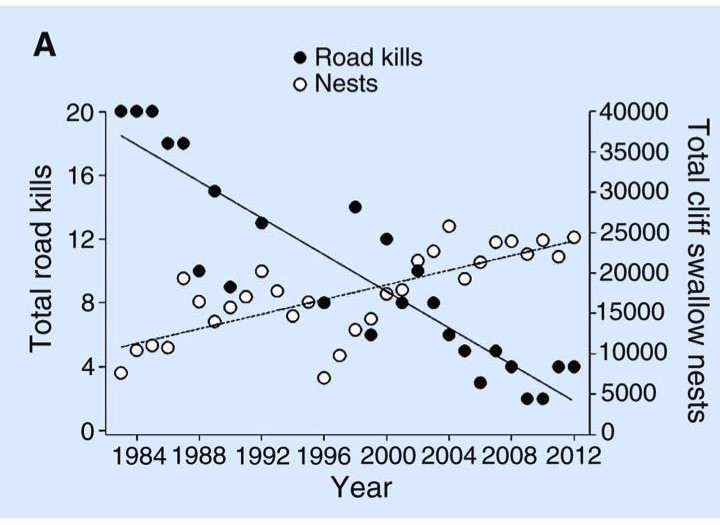 A
Road kills
Nests
20
16
12
8
4
0
Total road kills
40000
35000
30000
25000
20000
15000
10000
5000
0
Total cliff swallow nests
1984 1988 1992 1996 2000 2004 2008 2012
Year